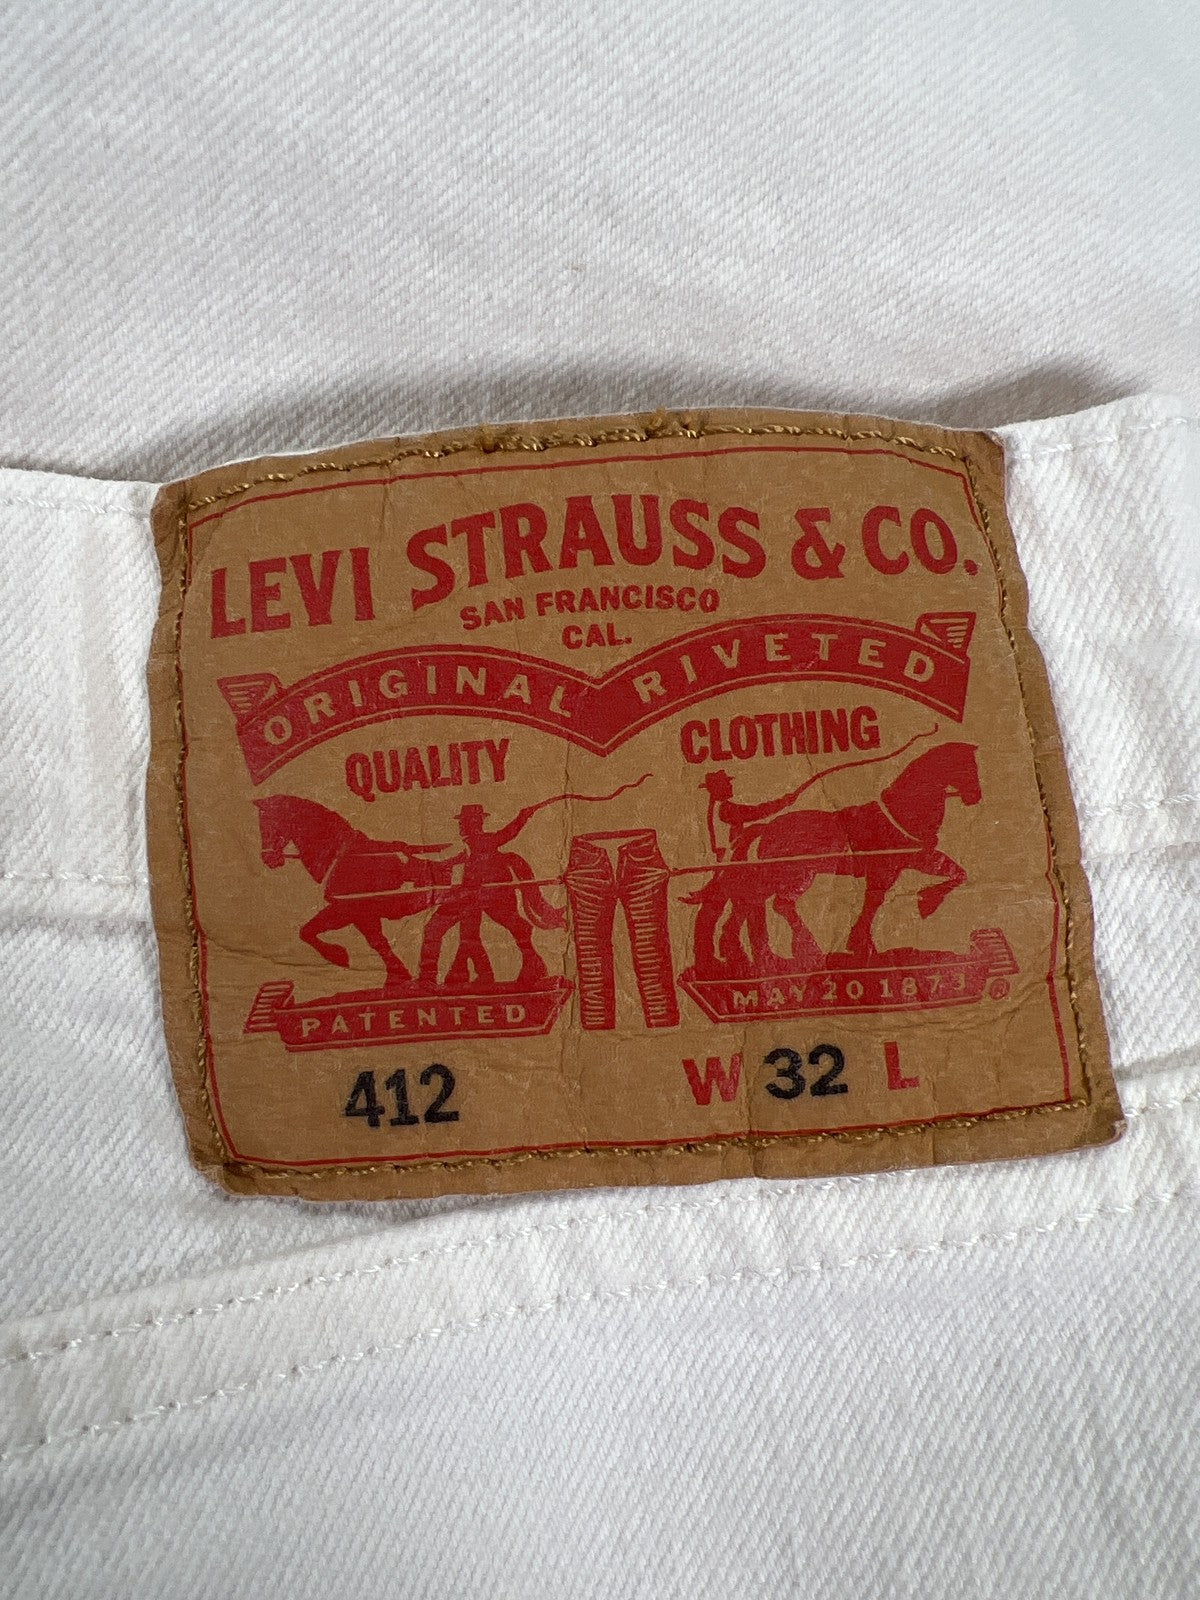 LEVI STRAUSS & CO.
SAN FRANCISCO
CAL.
ORIGINAL RIVETED
QUALITY CLOTHING
PATENTED MAY 20 1873 ®
412 W 32 L